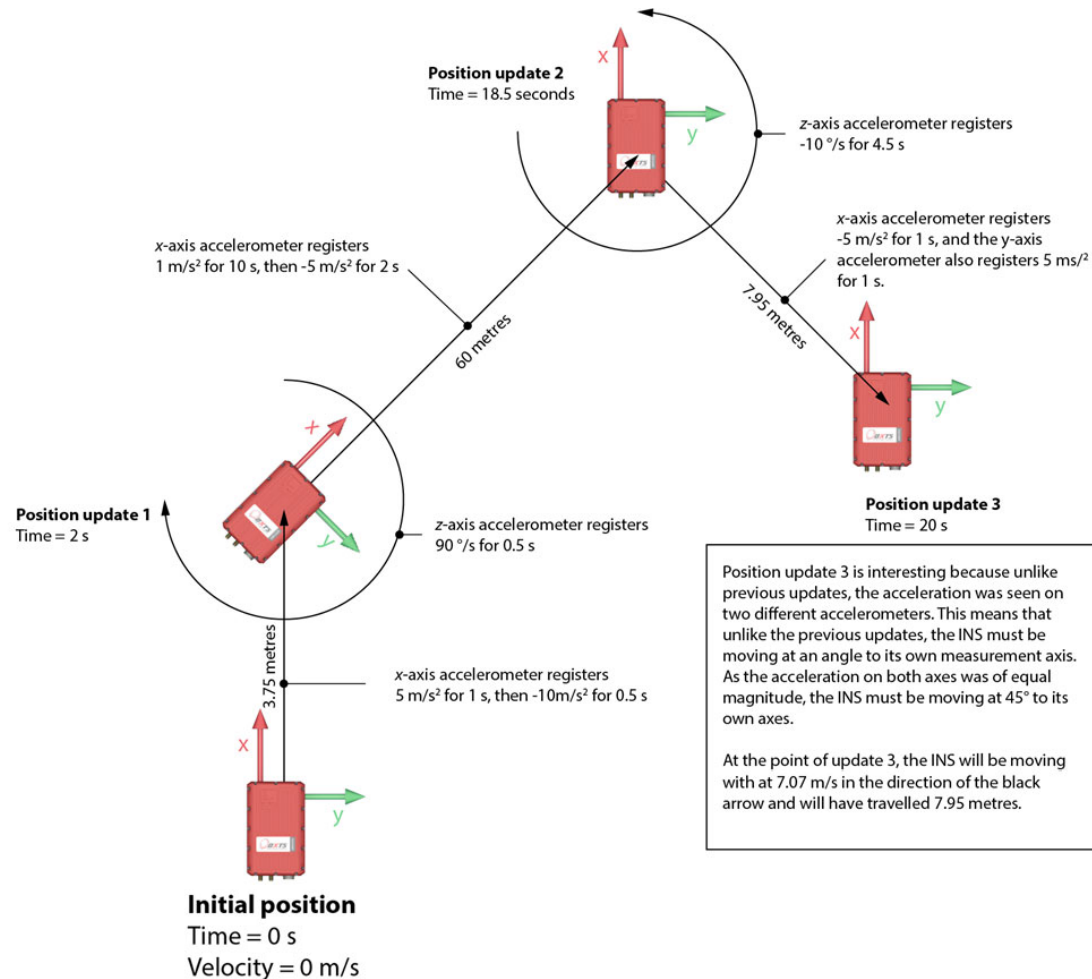 x
Position update 2
Time = 18.5 seconds
y
OXTS
z-axis accelerometer registers
-10 °/s for 4.5 s
x-axis accelerometer registers
1 m/s² for 10 s, then -5 m/s² for 2 s
x-axis accelerometer registers
-5 m/s² for 1 s, and the y-axis
accelerometer also registers 5 ms/²
for 1 s.
60 metres
7.95 metres
x
y
OXTS
Position update 3
Time = 20 s
x
y
OXTS
Position update 1
Time = 2 s
z-axis accelerometer registers
90 °/s for 0.5 s
3.75 metres
x-axis accelerometer registers
5 m/s² for 1 s, then -10m/s² for 0.5 s
Position update 3 is interesting because unlike
previous updates, the acceleration was seen on
two different accelerometers. This means that
unlike the previous updates, the INS must be
moving at an angle to its own measurement axis.
As the acceleration on both axes was of equal
magnitude, the INS must be moving at 45° to its
own axes.
At the point of update 3, the INS will be moving
with at 7.07 m/s in the direction of the black
arrow and will have travelled 7.95 metres.
x
y
OXTS
Initial position
Time = 0 s
Velocity = 0 m/s